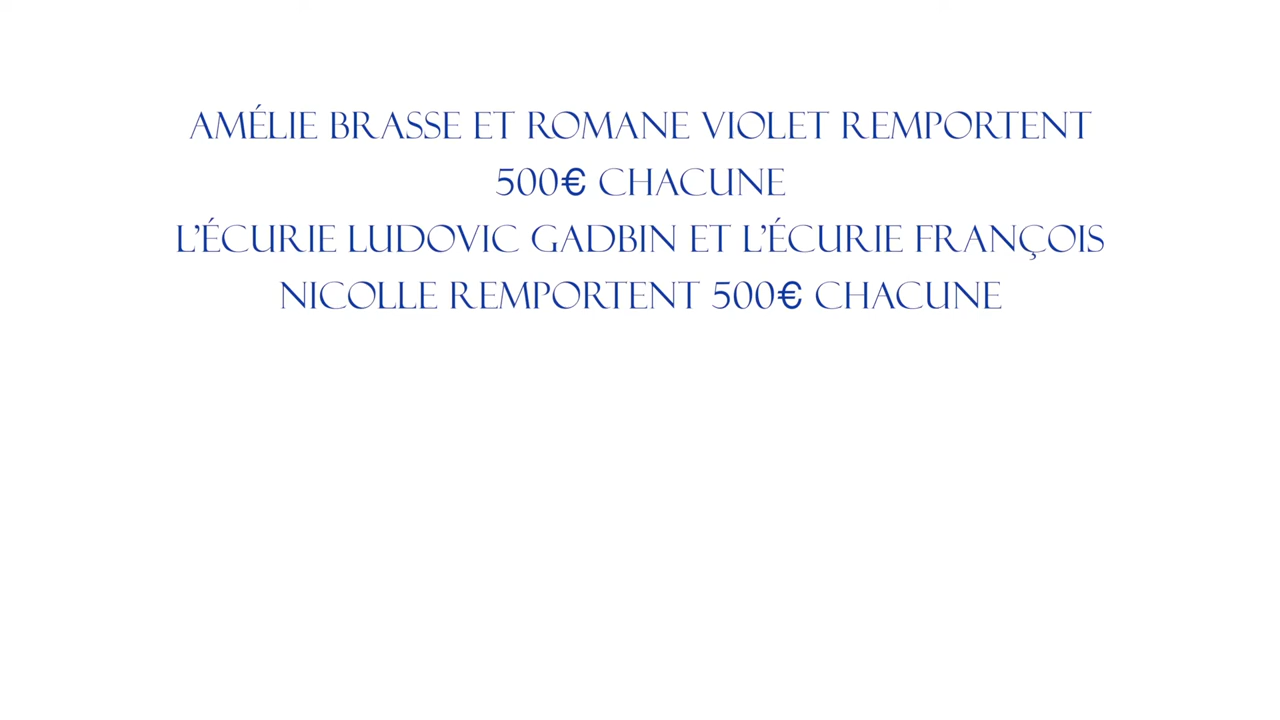 AMÉLIE BRASSE ET ROMANE VIOLET REMPORTENT
500€ CHACUNE
L'ÉCURIE LUDOVIC GADBIN ET L'ÉCURIE FRANÇOIS
NICOLLE REMPORTENT 500€ CHACUNE